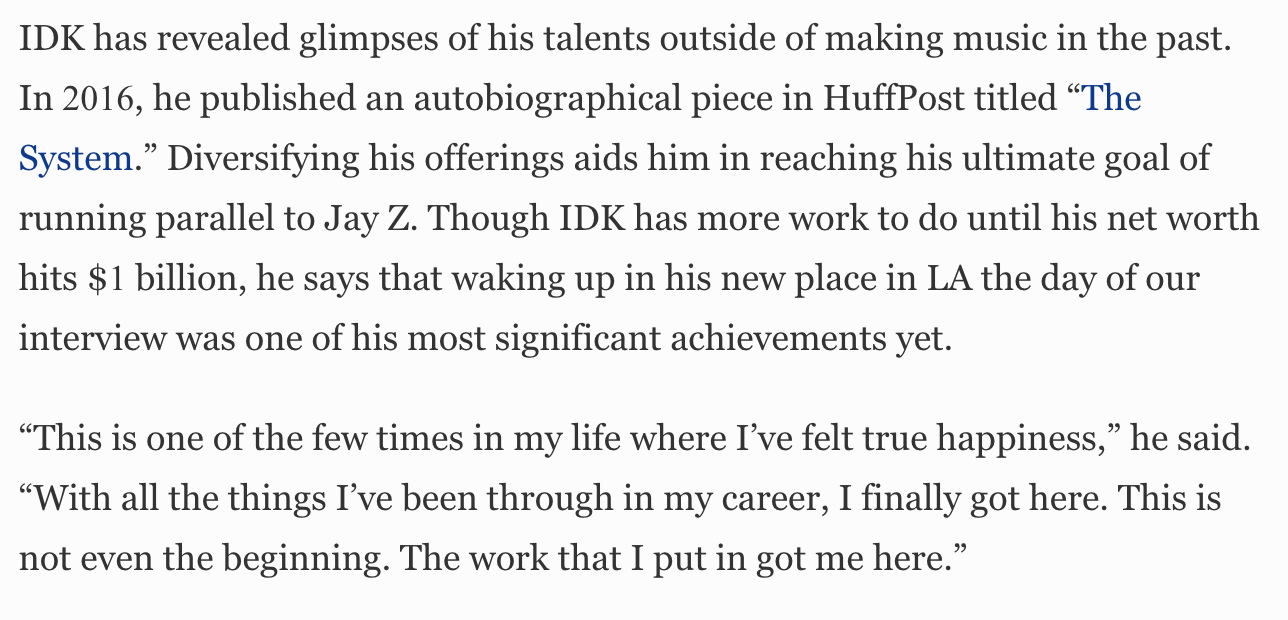 IDK has revealed glimpses of his talents outside of making music in the past.
In 2016, he published an autobiographical piece in HuffPost titled “The
System.” Diversifying his offerings aids him in reaching his ultimate goal of
running parallel to Jay Z. Though IDK has more work to do until his net worth
hits $1 billion, he says that waking up in his new place in LA the day of our
interview was one of his most significant achievements yet.
“This is one of the few times in my life where I’ve felt true happiness,” he said.
“With all the things I’ve been through in my career, I finally got here. This is
not even the beginning. The work that I put in got me here.”